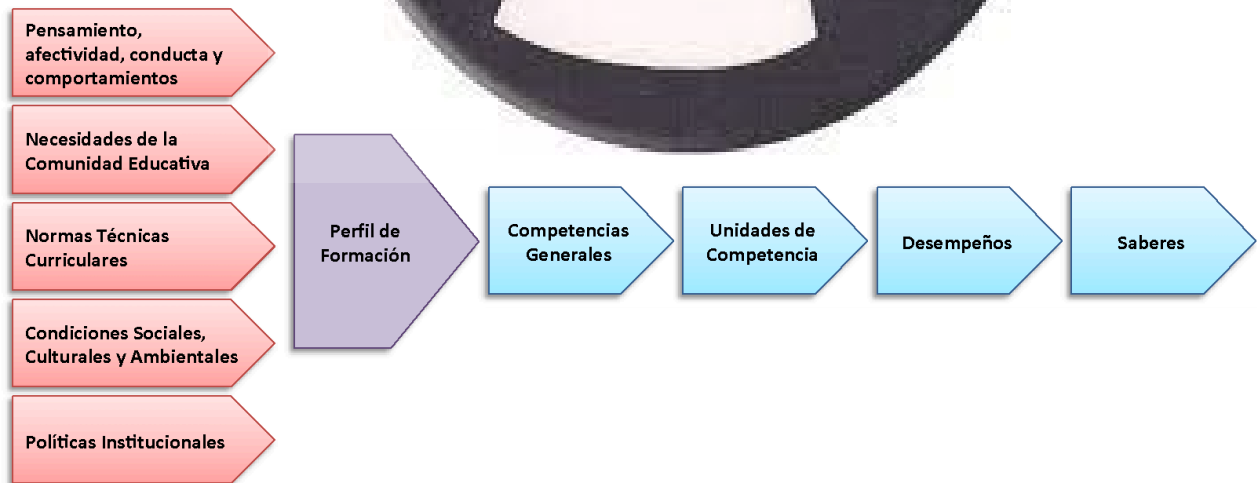 Pensamiento,
afectividad, conducta y
comportamientos
Necesidades de la
Comunidad Educativa
Normas Técnicas
Curriculares
Condiciones Sociales,
Culturales y Ambientales
Políticas Institucionales
Perfil de
Formación
Competencias
Generales
Unidades de
Competencia
Desempeños
Saberes